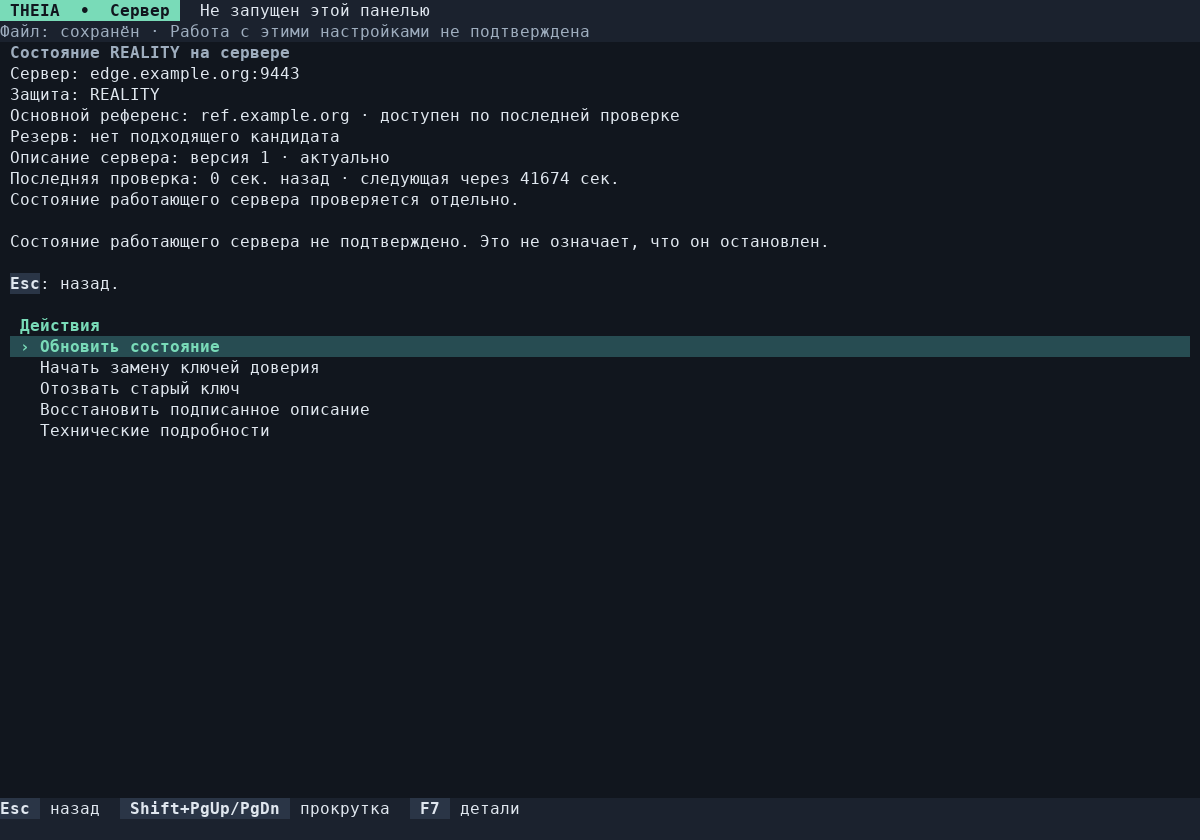 THEIA • Сервер Не запущен этой панелью
Файл: сохранён · Работа с этими настройками не подтверждена
Состояние REALITY на сервере
Сервер: edge.example.org:9443
Защита: REALITY
Основной референс: ref.example.org · доступен по последней проверке
Резерв: нет подходящего кандидата
Описание сервера: версия 1 · актуально
Последняя проверка: 0 сек. назад · следующая через 41674 сек.
Состояние работающего сервера проверяется отдельно.
Состояние работающего сервера не подтверждено. Это не означает, что он остановлен.
Esc: назад.
Действия
› Обновить состояние
Начать замену ключей доверия
Отозвать старый ключ
Восстановить подписанное описание
Технические подробности
Esc назад Shift+PgUp/PgDn прокрутка F7 детали